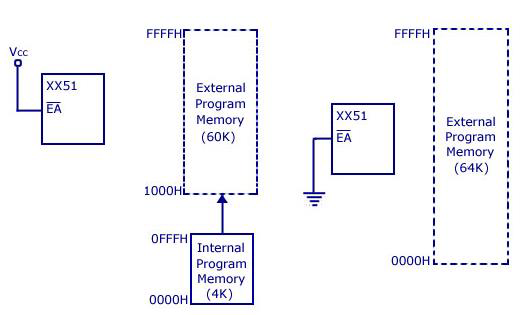 Vcc
XX51
EA
FFFFH
External
Program
Memory
(60K)
1000H
0FFFH
Internal
Program
Memory
(4K)
0000H
XX51
EA
FFFFH
External
Program
Memory
(64K)
0000H